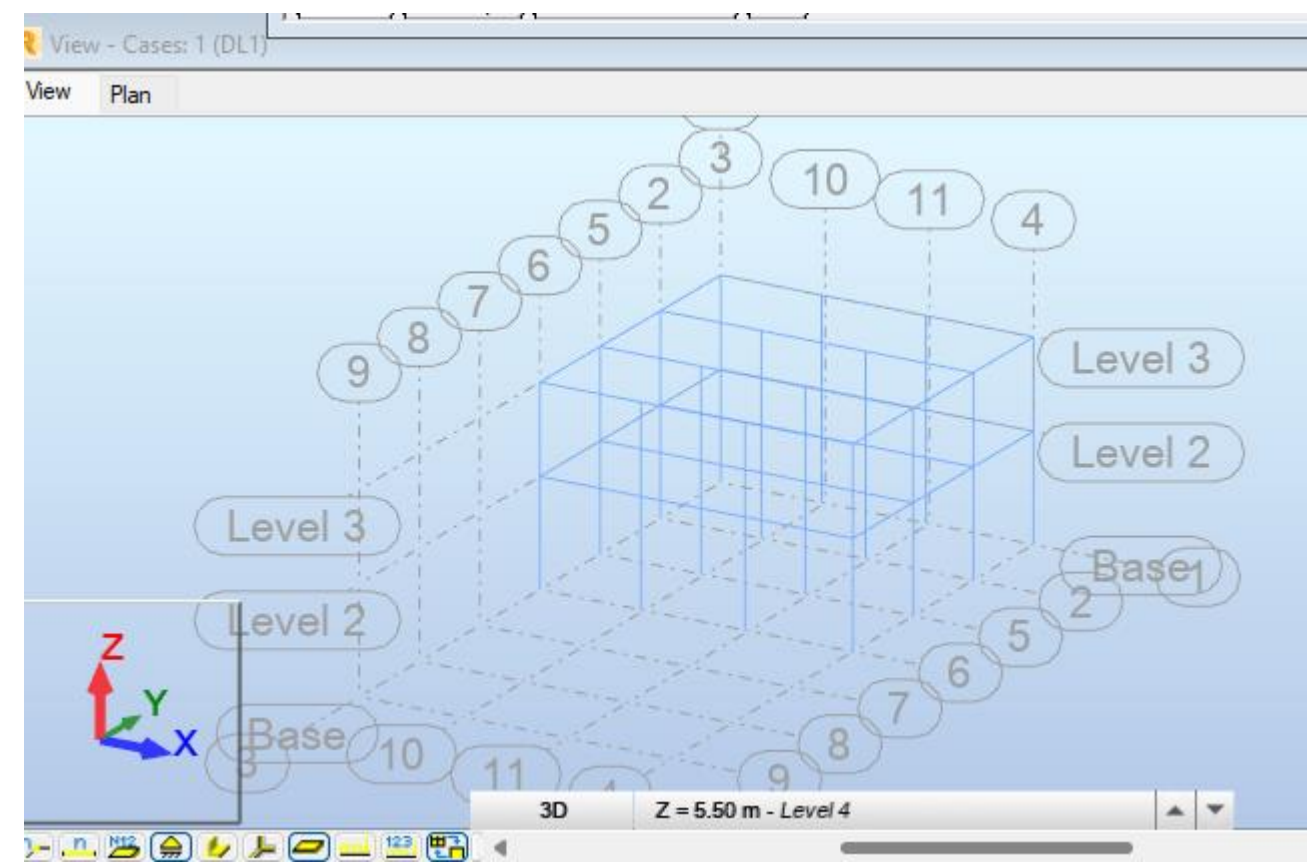 View - Cases: 1 (DL1)
View Plan
3 10 11 4
2
5
6
7
8
9
Level 3
Level 2
Base 1
2
5
6
7
8
9
Level 3
Level 2
Base
3 10 11 4
Z
Y
X
3D Z = 5.50 m - Level 4
n N12 123